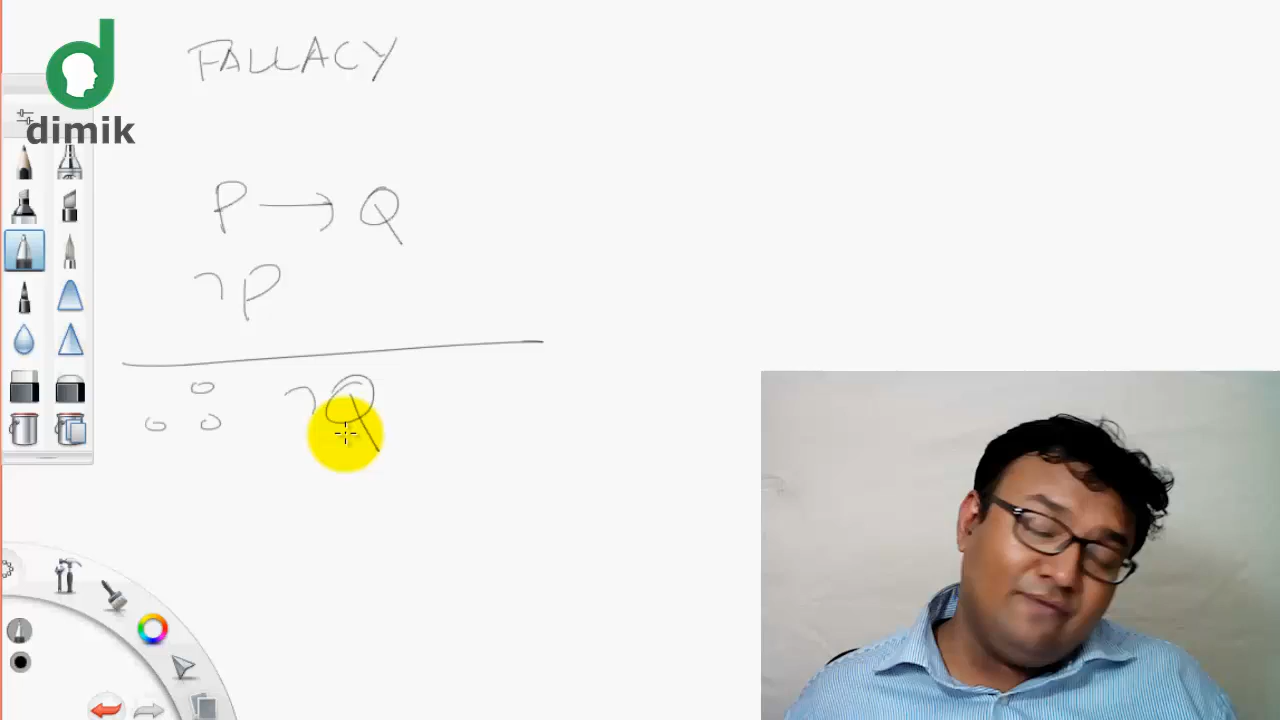 dimik
FALLACY
P → Q
¬P
∴ ¬Q